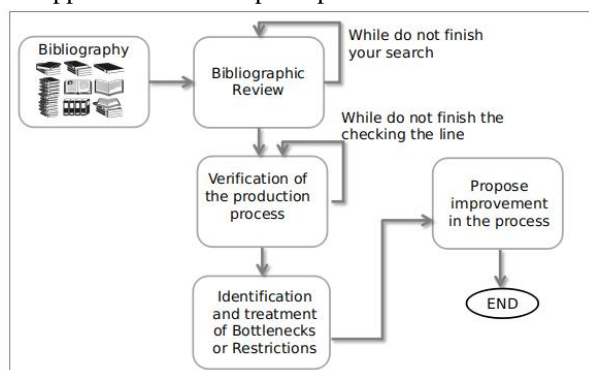 Bibliography
Bibliographic
Review
While do not finish
your search
While do not finish the
checking the line
Verification of
the production
process
Propose
improvement
in the process
Identification
and treatment
of Bottlenecks
or Restrictions
END